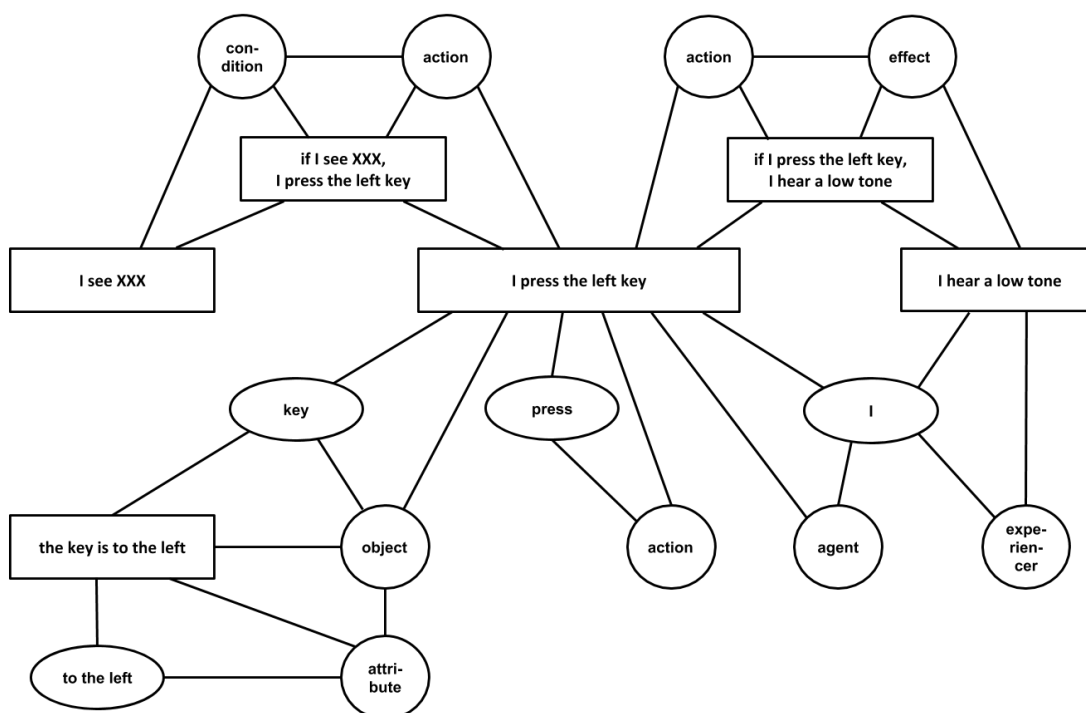 con-
dition
action
action
effect
if I see XXX,
I press the left key
if I press the left key,
I hear a low tone
I see XXX
I press the left key
I hear a low tone
key
press
I
the key is to the left
object
action
agent
expe-
rien-
cer
to the left
attri-
bute